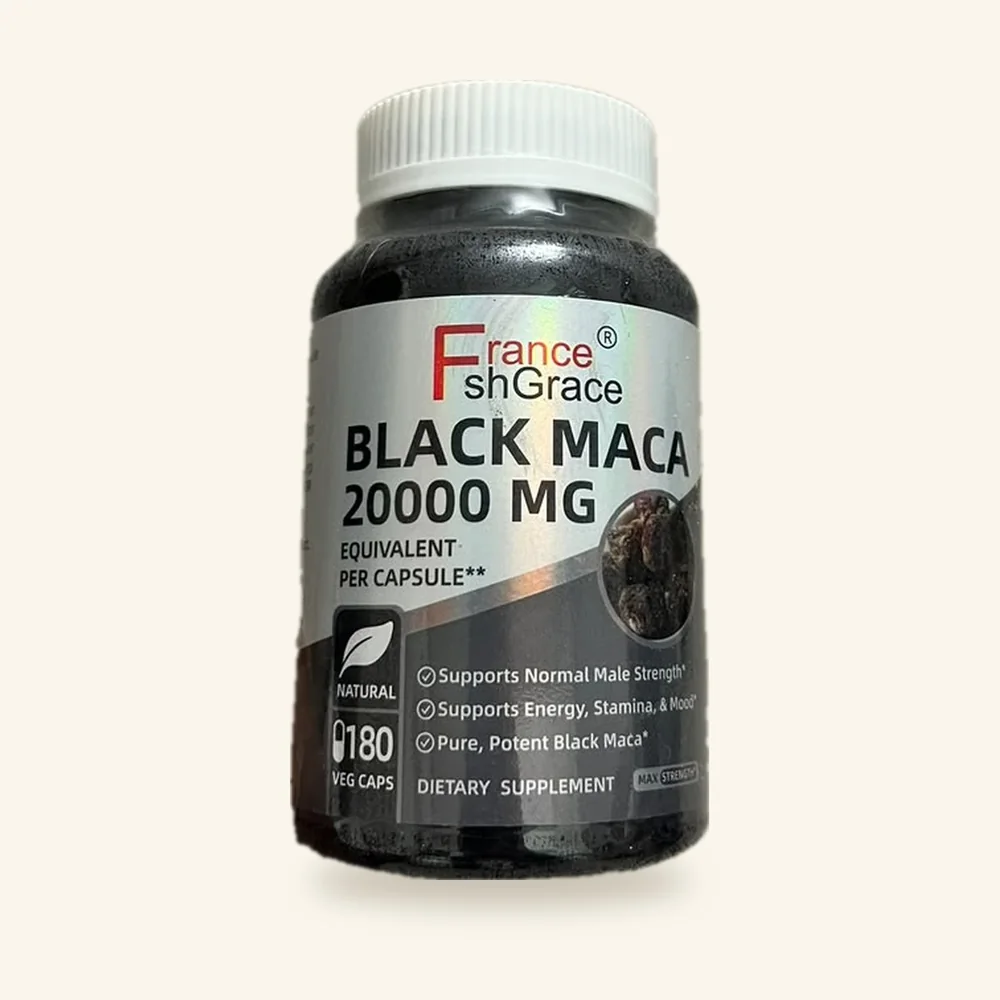 France®
shGrace
BLACK MACA
20000 MG
EQUIVALENT
PER CAPSULE**
NATURAL
180
VEG CAPS
Supports Normal Male Strength*
Supports Energy, Stamina, & Mood*
Pure, Potent Black Maca*
DIETARY SUPPLEMENT
MAX STRENGTH